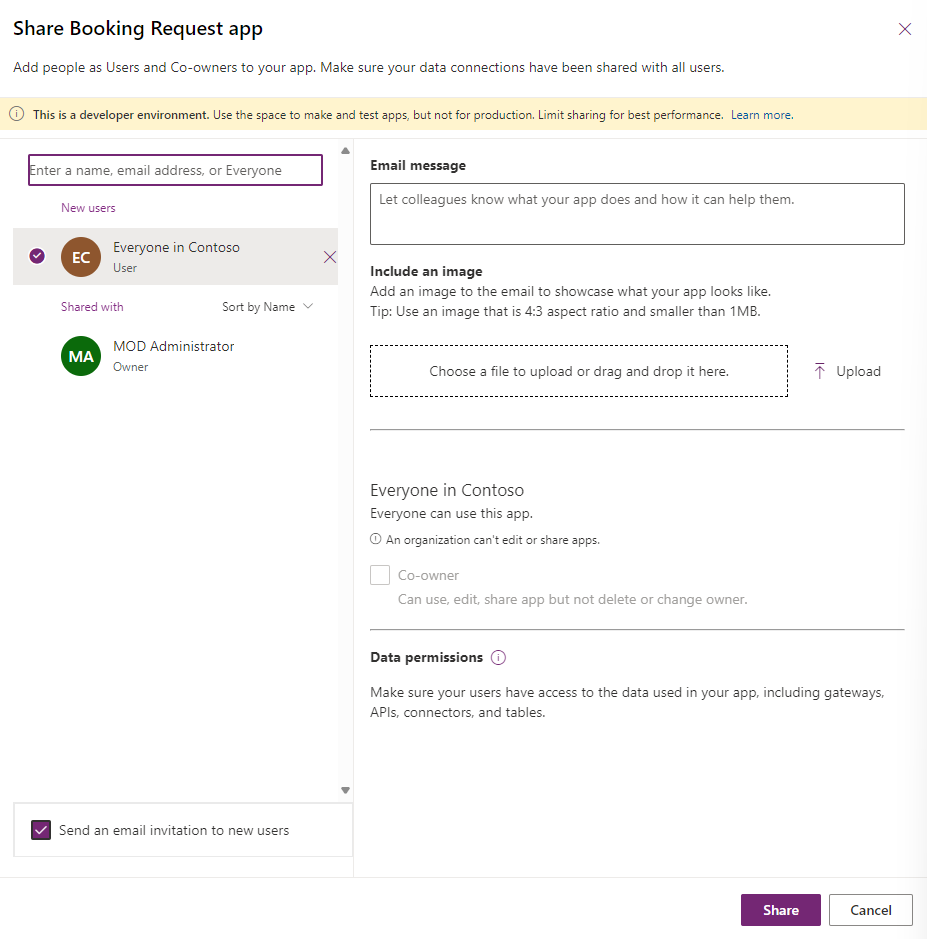 Share Booking Request app
Add people as Users and Co-owners to your app. Make sure your data connections have been shared with all users.
This is a developer environment. Use the space to make and test apps, but not for production. Limit sharing for best performance. Learn more.
Enter a name, email address, or Everyone
New users
EC
Everyone in Contoso
User
Shared with
Sort by Name
MA
MOD Administrator
Owner
Send an email invitation to new users
Email message
Let colleagues know what your app does and how it can help them.
Include an image
Add an image to the email to showcase what your app looks like.
Tip: Use an image that is 4:3 aspect ratio and smaller than 1MB.
Choose a file to upload or drag and drop it here.
Upload
Everyone in Contoso
Everyone can use this app.
An organization can't edit or share apps.
Co-owner
Can use, edit, share app but not delete or change owner.
Data permissions
Make sure your users have access to the data used in your app, including gateways,
APIs, connectors, and tables.
Share
Cancel